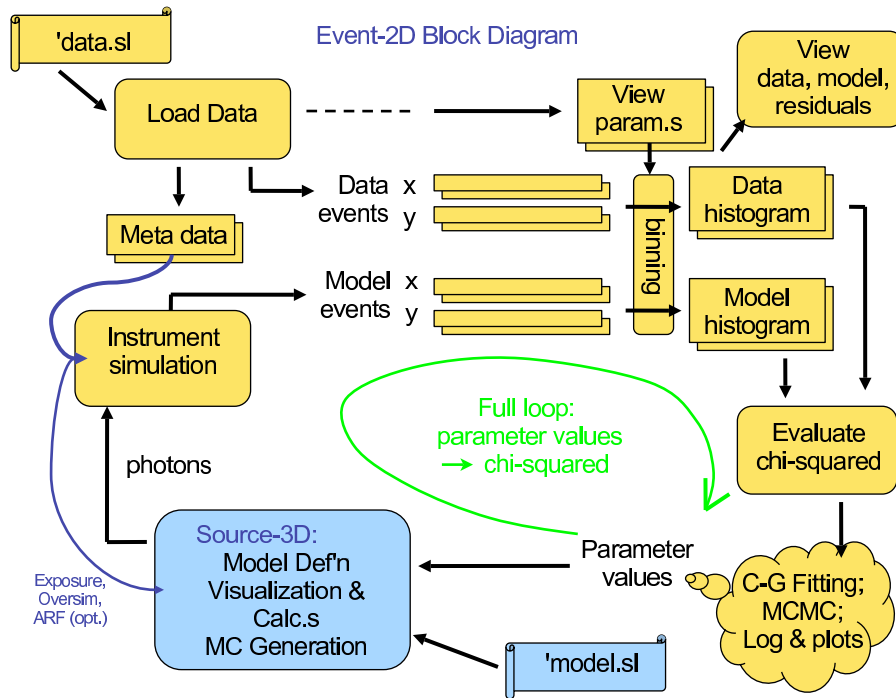 'data.sl
Event-2D Block Diagram
View
data, model,
residuals
Load Data
View
param.s
Data x
events y
binning
Data
histogram
Meta data
Model x
events y
Model
histogram
Instrument
simulation
Full loop:
parameter values
→ chi-squared
Evaluate
chi-squared
photons
Source-3D:
Model Def'n
Visualization &
Calc.s
MC Generation
Parameter
values
Exposure,
Oversim,
ARF (opt.)
C-G Fitting;
MCMC;
Log & plots
'model.sl